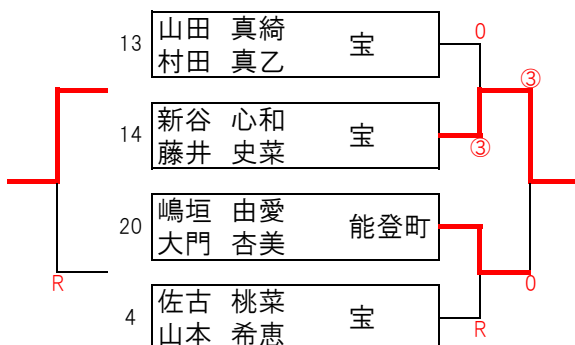 13 山田 真綺 宝 0
村田 真乙
③
14 新谷 心和 宝
藤井 史菜 ③
20 嶋垣 由愛 能登町
大門 杏美
R 0
4 佐古 桃菜 宝 R
山本 希恵